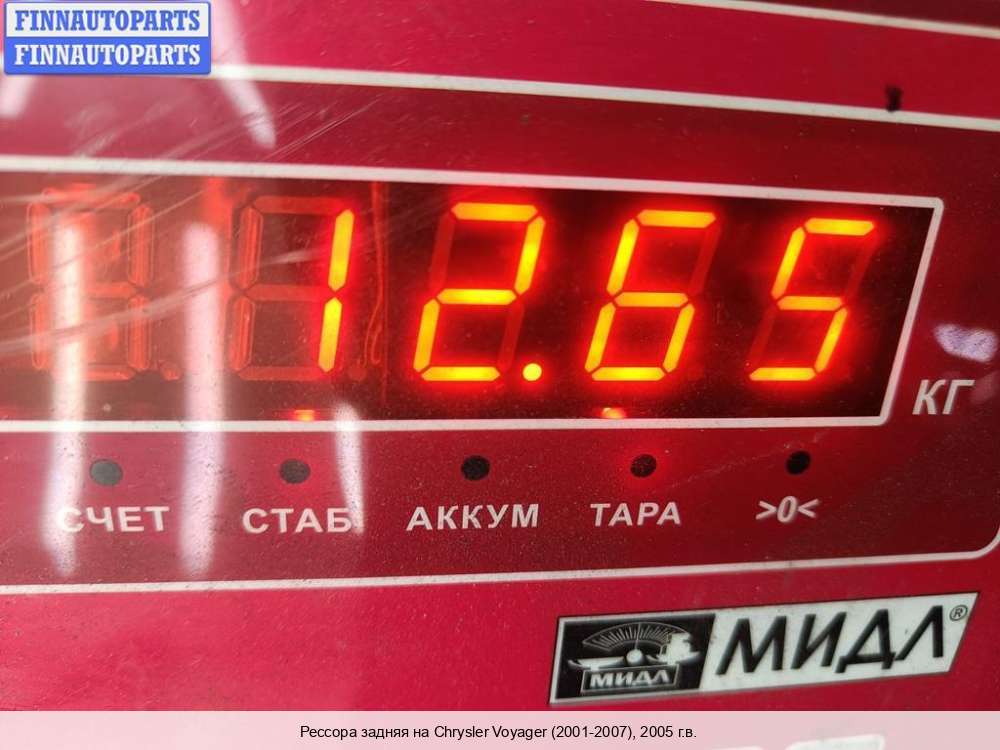 FINNAUTOPARTS
FINNAUTOPARTS
12.65
КГ
СЧЕТ СТАБ АККУМ ТАРА >0<
МИДЛ МИДЛ®
Рессора задняя на Chrysler Voyager (2001-2007), 2005 г.в.